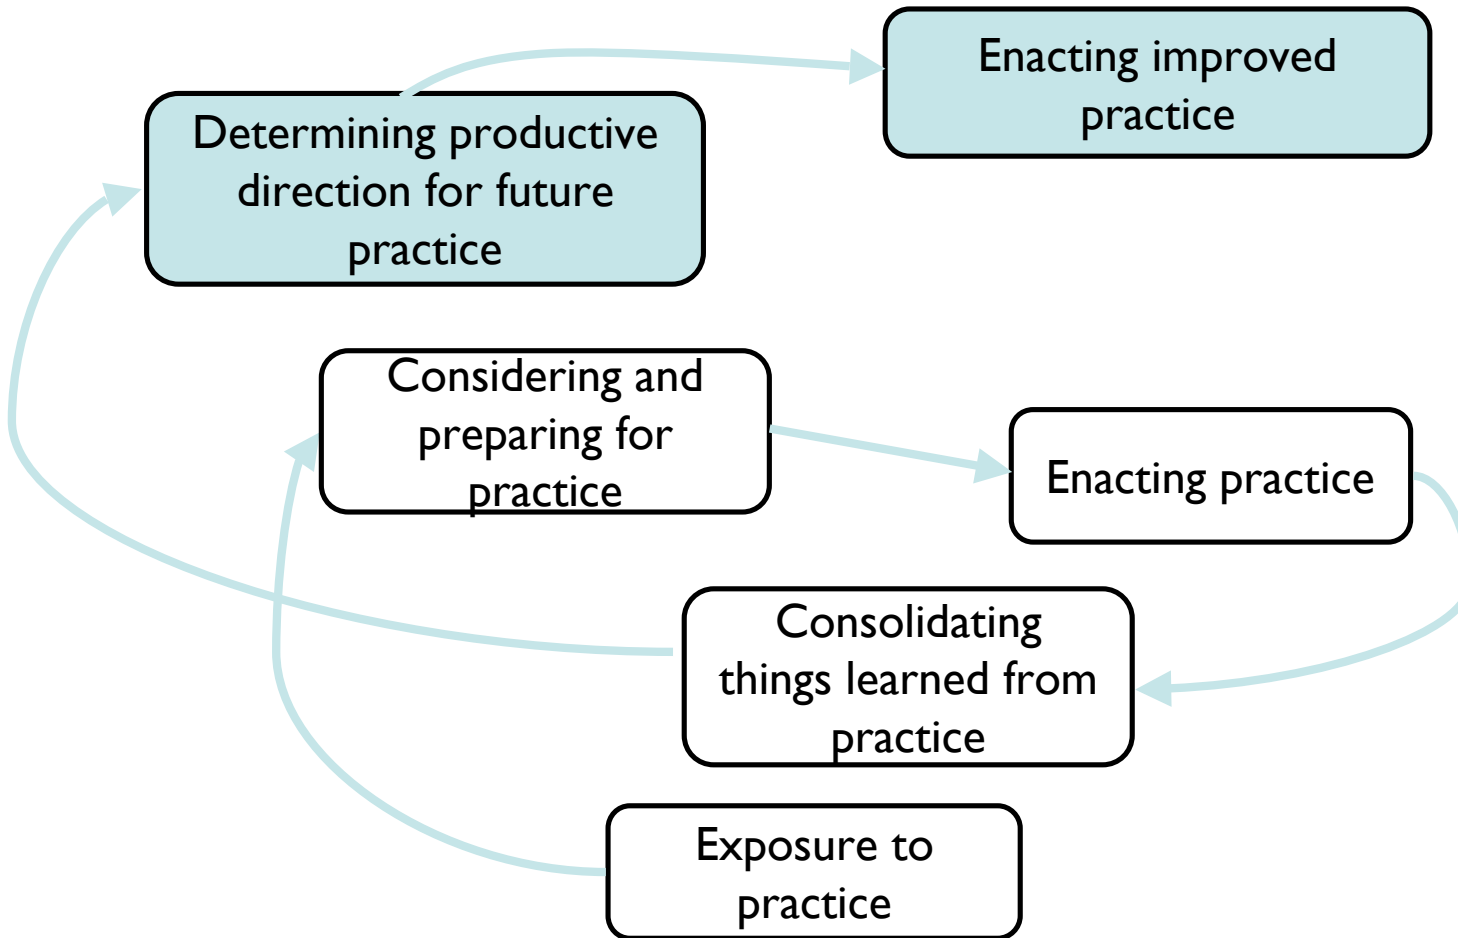 Enacting improved
practice
Determining productive
direction for future
practice
Considering and
preparing for
practice
Enacting practice
Consolidating
things learned from
practice
Exposure to
practice